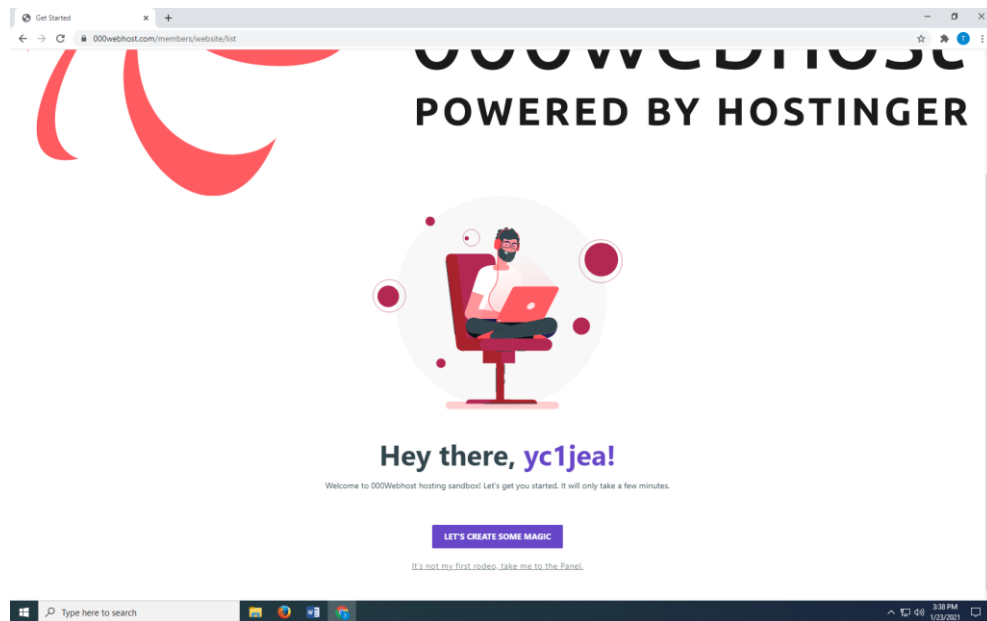 Get Started
000webhost.com/members/website/list
T
000webhost
POWERED BY HOSTINGER
Hey there, yc1jea!
Welcome to 000Webhost hosting sandbox! Let's get you started. It will only take a few minutes.
LET'S CREATE SOME MAGIC
It's not my first rodeo, take me to the Panel.
Type here to search
3:38 PM
1/23/2021